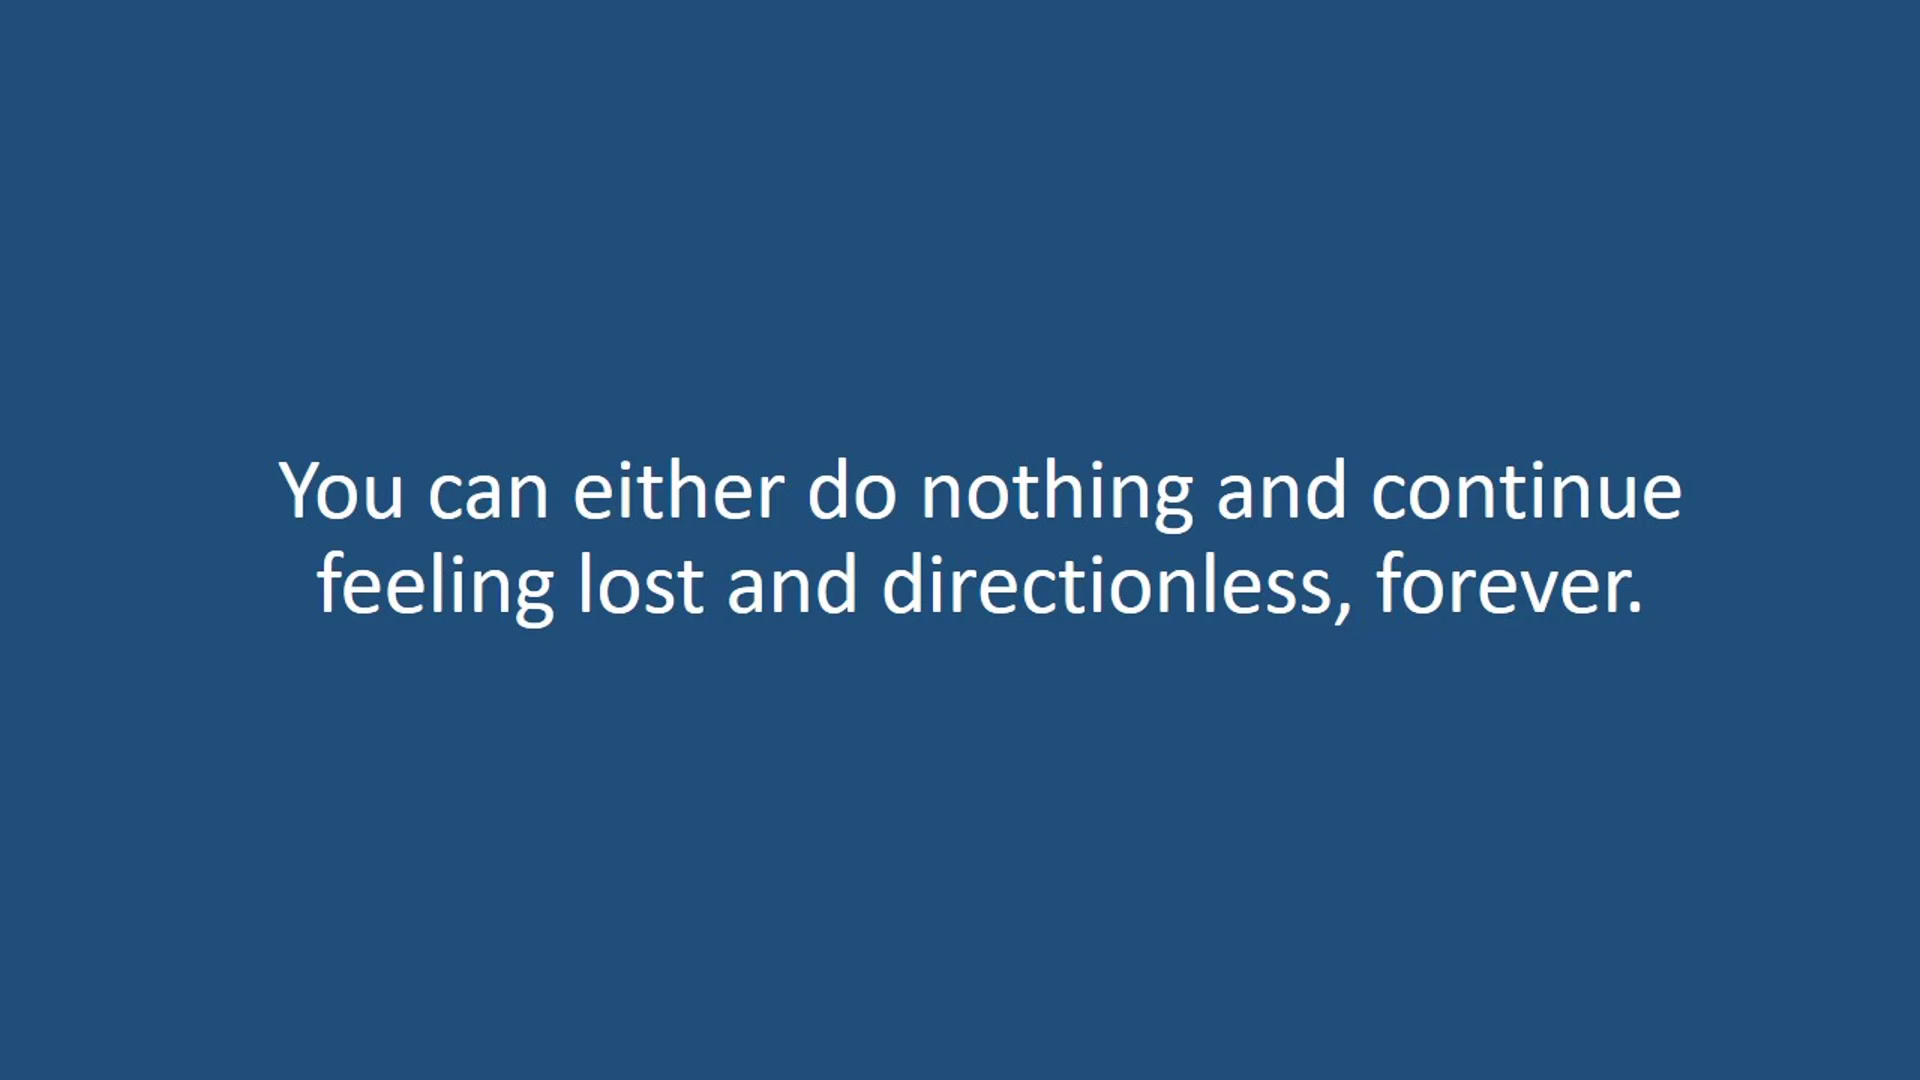 You can either do nothing and continue
feeling lost and directionless, forever.